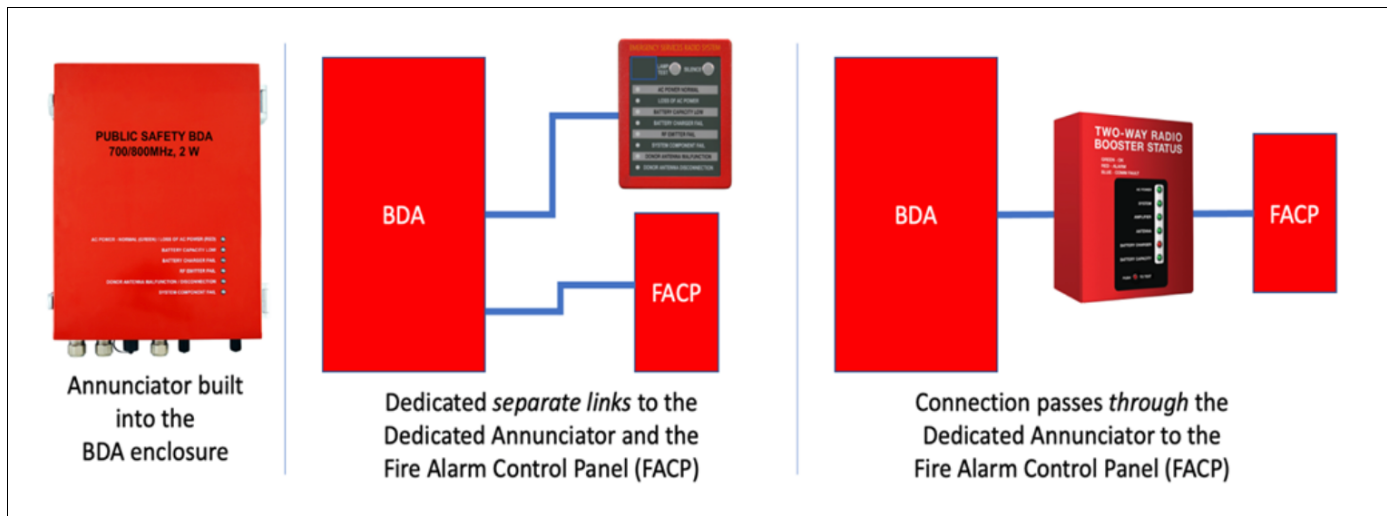 PUBLIC SAFETY BDA
700/800MHz, 2 W
AC POWER - NORMAL (GREEN) / LOSS OF AC POWER (RED)
BATTERY CAPACITY LOW
BATTERY CHARGER FAIL
RF EMITTER FAIL
DONOR ANTENNA MALFUNCTION / DISCONNECTION
SYSTEM COMPONENT FAIL
Annunciator built
into the
BDA enclosure
BDA
EMERGENCY SERVICES RADIO SYSTEM
LAMP TEST
SILENCE
AC POWER NORMAL
LOSS OF AC POWER
BATTERY CAPACITY LOW
BATTERY CHARGER FAIL
RF EMITTER FAIL
SYSTEM COMPONENT FAIL
DONOR ANTENNA MALFUNCTION
DONOR ANTENNA DISCONNECTION
FACP
Dedicated separate links to the
Dedicated Annunciator and the
Fire Alarm Control Panel (FACP)
BDA
TWO-WAY RADIO
BOOSTER STATUS
GREEN - OK
RED - ALARM
BLUE - COMM FAULT
AC POWER
SYSTEM
AMPLIFIER
ANTENNA
BATTERY CHARGER
BATTERY CAPACITY
PUSH TO TEST
FACP
Connection passes through the
Dedicated Annunciator to the
Fire Alarm Control Panel (FACP)